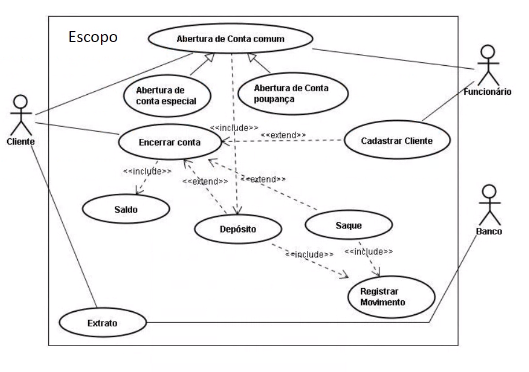 Escopo
Abertura de Conta comum
Abertura de
conta especial
Abertura de Conta
poupança
Funcionário
Cliente
<<include>>
<<extend>>
Encerrar conta
Cadastrar Cliente
<<include>>
<<extend>>
<<extend>>
Saldo
Depósito
Saque
Banco
<<include>>
<<include>>
Registrar
Movimento
Extrato